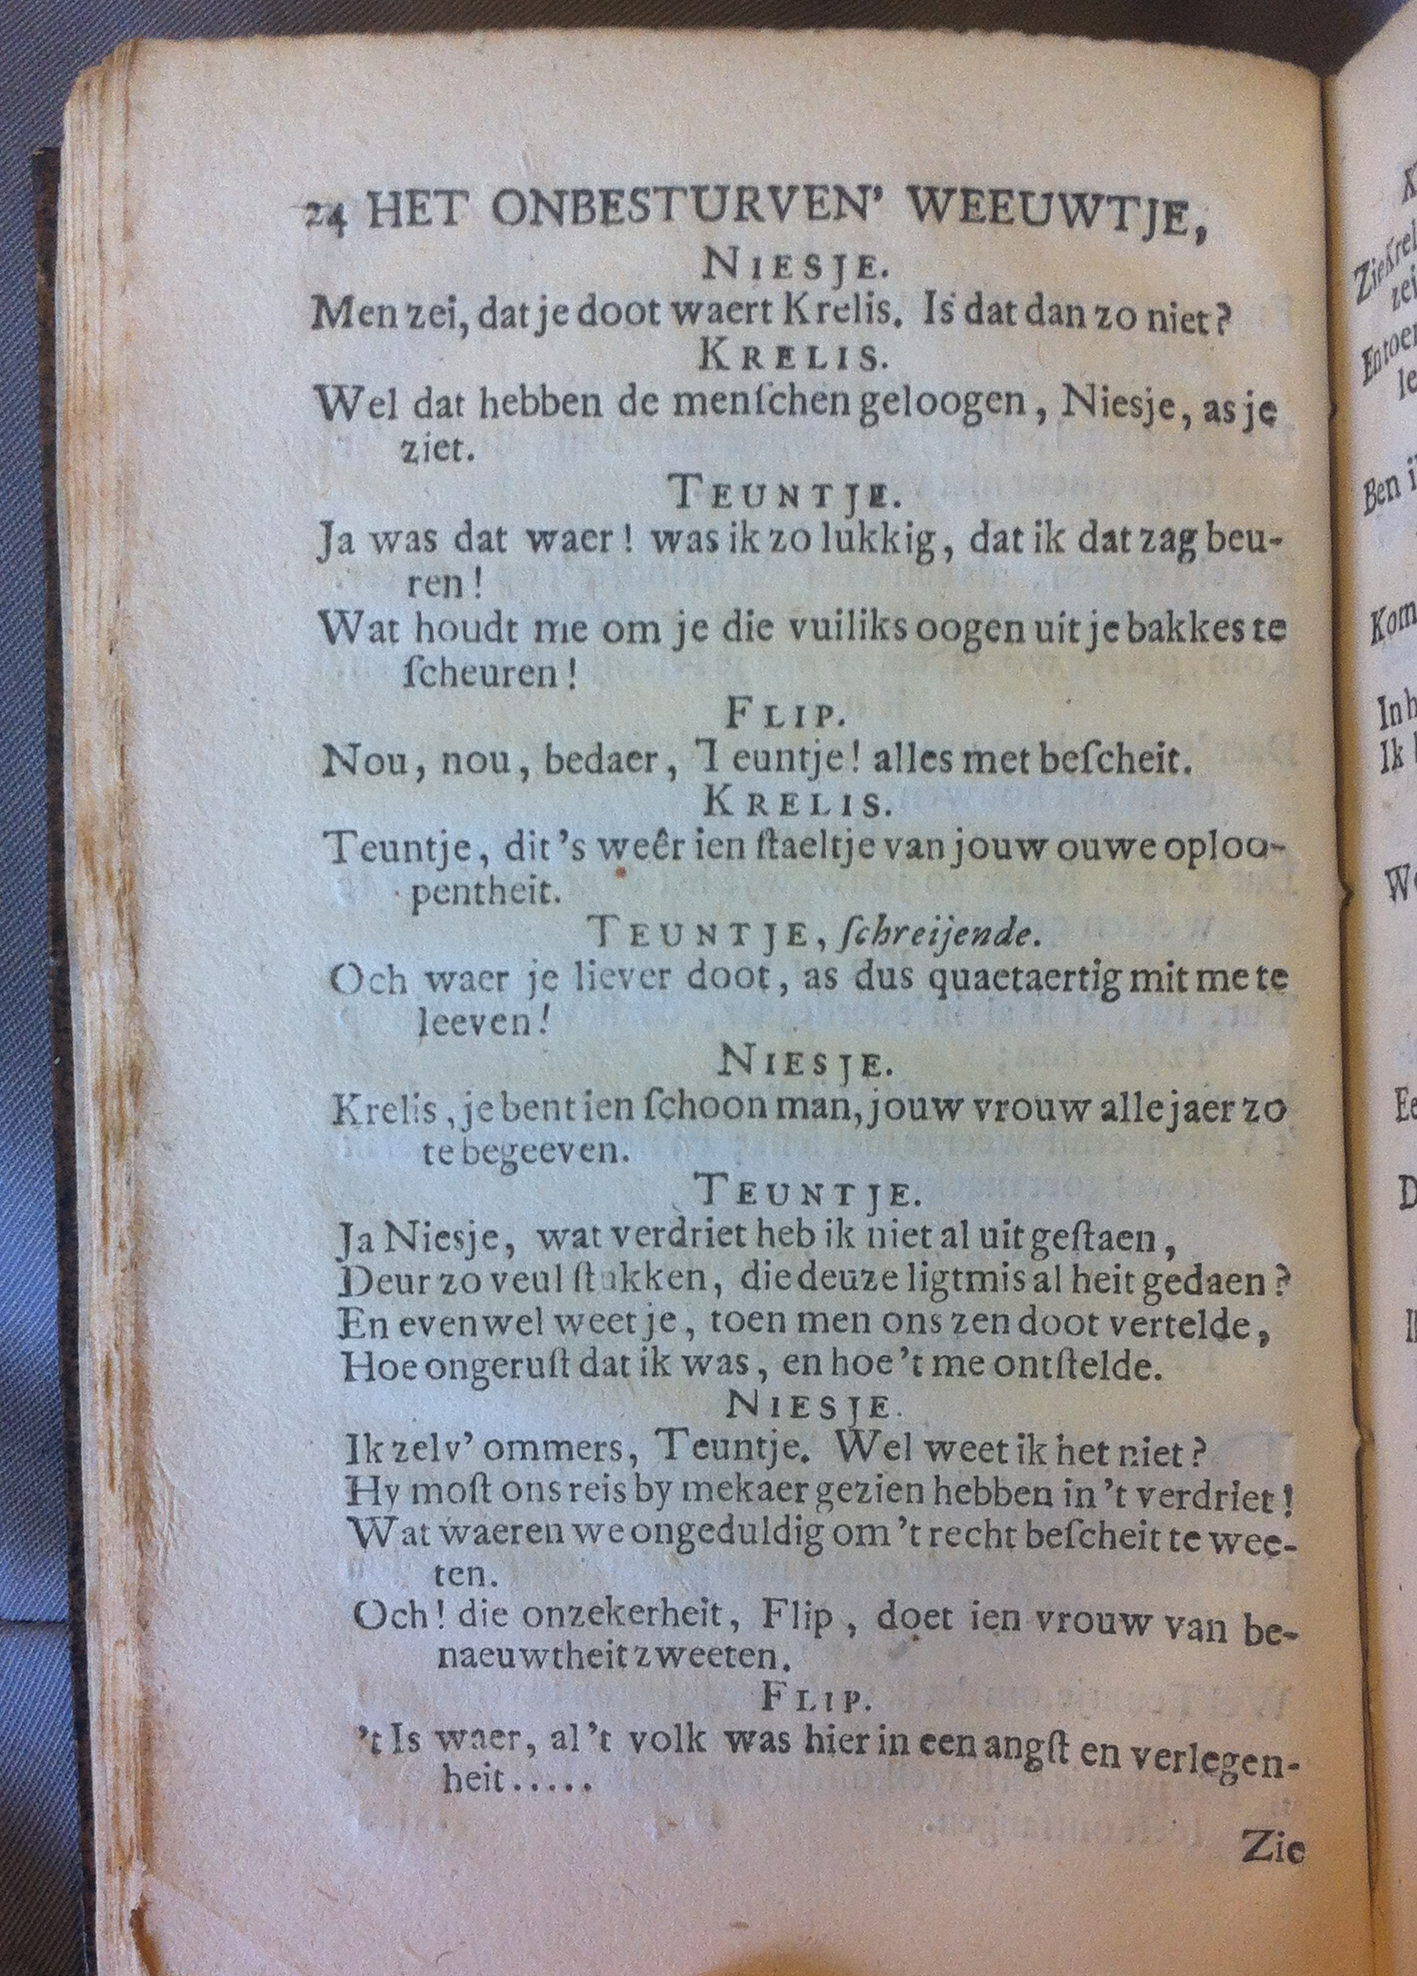 24 HET ONBESTURVEN' WEEUWTJE,
NIESJE.
Men zei, dat je doot waert Krelis. Is dat dan zo niet?
KRELIS.
Wel dat hebben de menſchen geloogen, Niesje, as je
ziet.
TEUNTJE.
Ja was dat waer! was ik zo lukkig, dat ik dat zag beu-
ren!
Wat houdt me om je die vuiliks oogen uit je bakkes te
ſcheuren!
FLIP.
Nou, nou, bedaer, Teuntje! alles met beſcheit.
KRELIS.
Teuntje, dit 's weêr ien ſtaeltje van jouw ouwe oploo-
pentheit.
TEUNTJE, ſchreijende.
Och waer je liever doot, as dus quaetaertig mit me te
leeven!
NIESJE.
Krelis, je bent ien ſchoon man, jouw vrouw alle jaer zo
te begeeven.
TEUNTJE.
Ja Niesje, wat verdriet heb ik niet al uit geſtaen,
Deur zo veul ſtukken, die deuze ligtmis al heit gedaen?
En evenwel weet je, toen men ons zen doot vertelde,
Hoe ongeruſt dat ik was, en hoe 't me ontſtelde.
NIESJE.
Ik zelv' ommers, Teuntje. Wel weet ik het niet?
Hy moſt ons reis by mekaer gezien hebben in 't verdriet!
Wat waeren we ongeduldig om 't recht beſcheit te wee-
ten.
Och! die onzekerheit, Flip, doet ien vrouw van be-
naeuwtheit zweeten.
FLIP.
't Is waer, al 't volk was hier in een angſt en verlegen-
heit.....
Zie
Zie Krel
zei
En toen
Ben i
Kom
In h
Ik